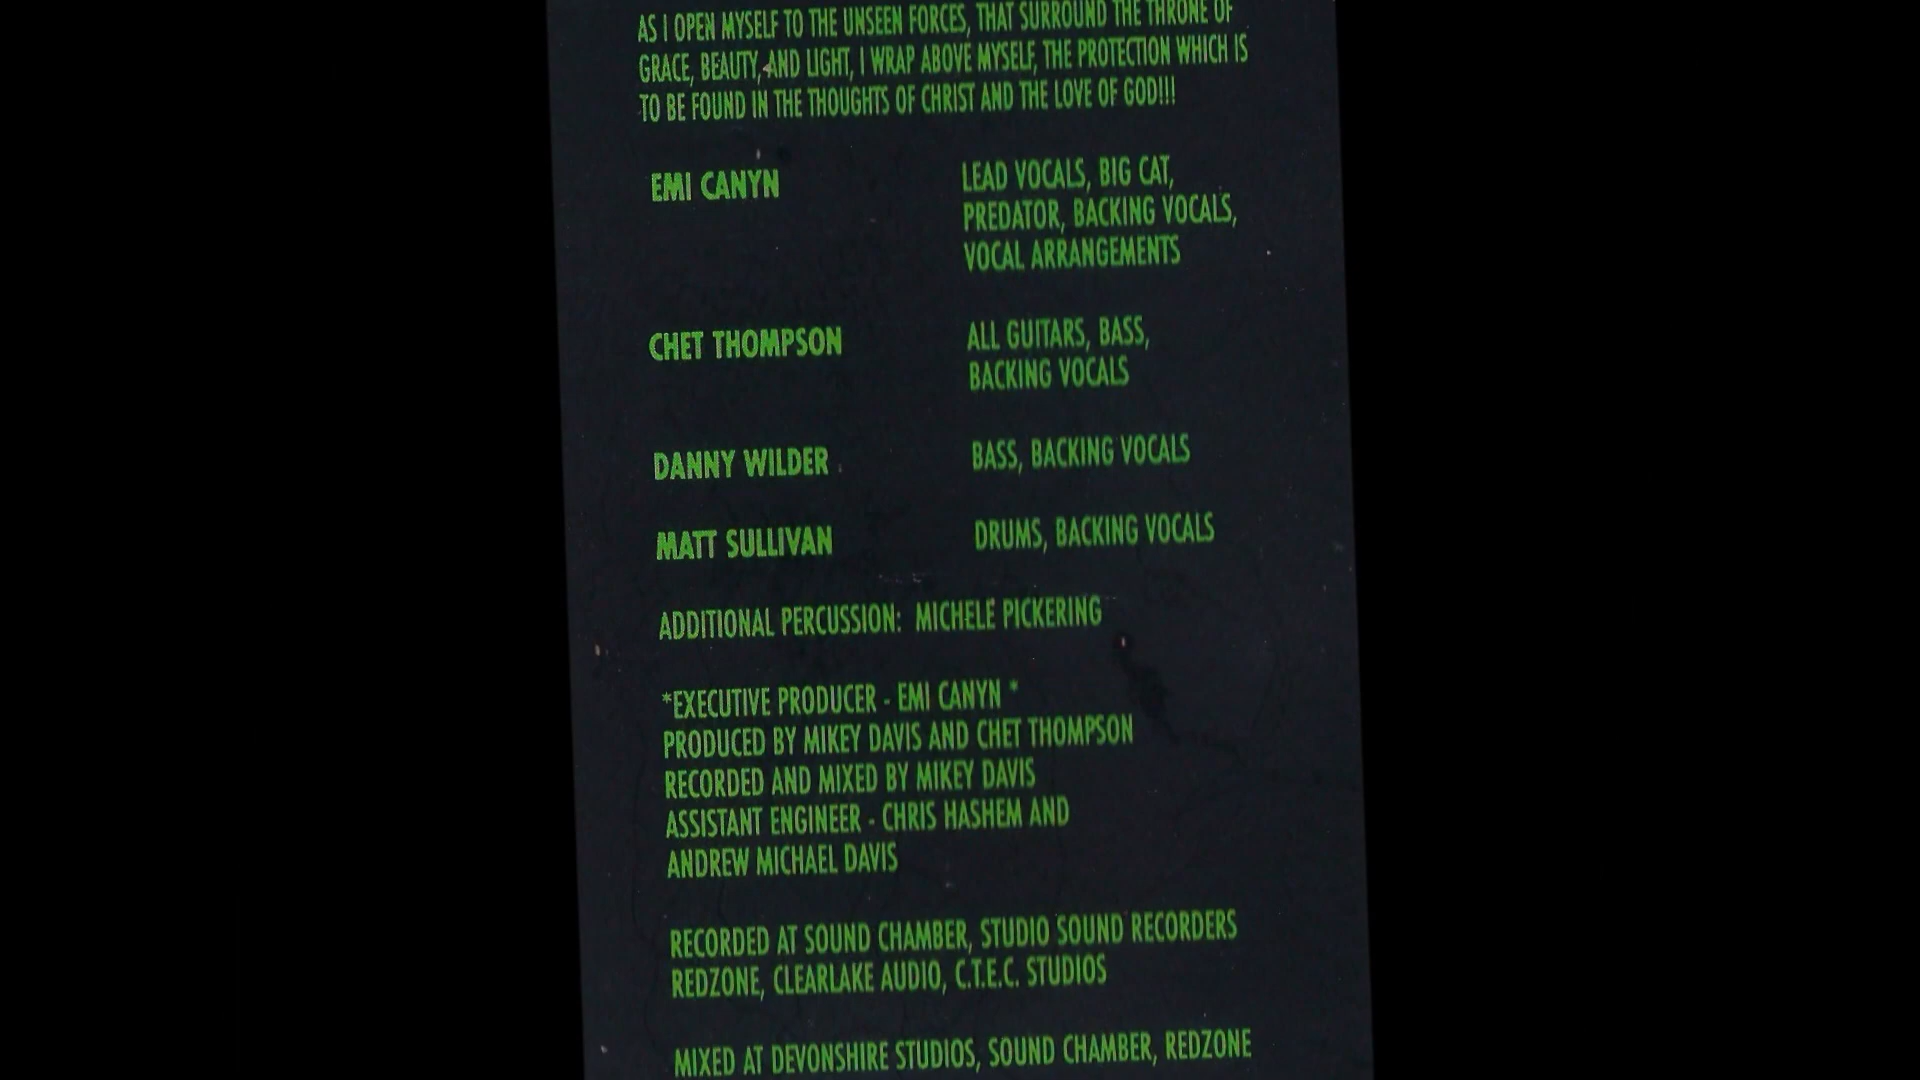 AS I OPEN MYSELF TO THE UNSEEN FORCES, THAT SURROUND THE THRONE OF
GRACE, BEAUTY, AND LIGHT, I WRAP ABOVE MYSELF, THE PROTECTION WHICH IS
TO BE FOUND IN THE THOUGHTS OF CHRIST AND THE LOVE OF GOD!!!
EMI CANYN LEAD VOCALS, BIG CAT,
PREDATOR, BACKING VOCALS,
VOCAL ARRANGEMENTS
CHET THOMPSON ALL GUITARS, BASS,
BACKING VOCALS
DANNY WILDER BASS, BACKING VOCALS
MATT SULLIVAN DRUMS, BACKING VOCALS
ADDITIONAL PERCUSSION: MICHELE PICKERING
*EXECUTIVE PRODUCER - EMI CANYN *
PRODUCED BY MIKEY DAVIS AND CHET THOMPSON
RECORDED AND MIXED BY MIKEY DAVIS
ASSISTANT ENGINEER - CHRIS HASHEM AND
ANDREW MICHAEL DAVIS
RECORDED AT SOUND CHAMBER, STUDIO SOUND RECORDERS
REDZONE, CLEARLAKE AUDIO, C.T.E.C. STUDIOS
MIXED AT DEVONSHIRE STUDIOS, SOUND CHAMBER, REDZONE